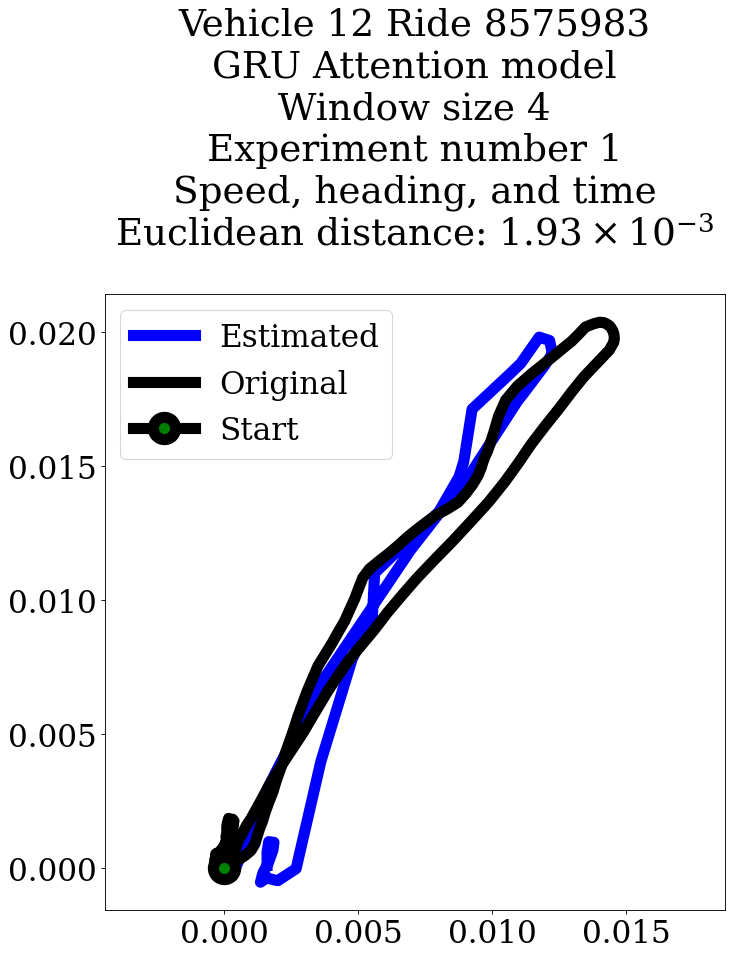 Vehicle 12 Ride 8575983
GRU Attention model
Window size 4
Experiment number 1
Speed, heading, and time
Euclidean distance: 1.93 × 10⁻³
Estimated
Original
Start
0.020
0.015
0.010
0.005
0.000
0.000 0.005 0.010 0.015